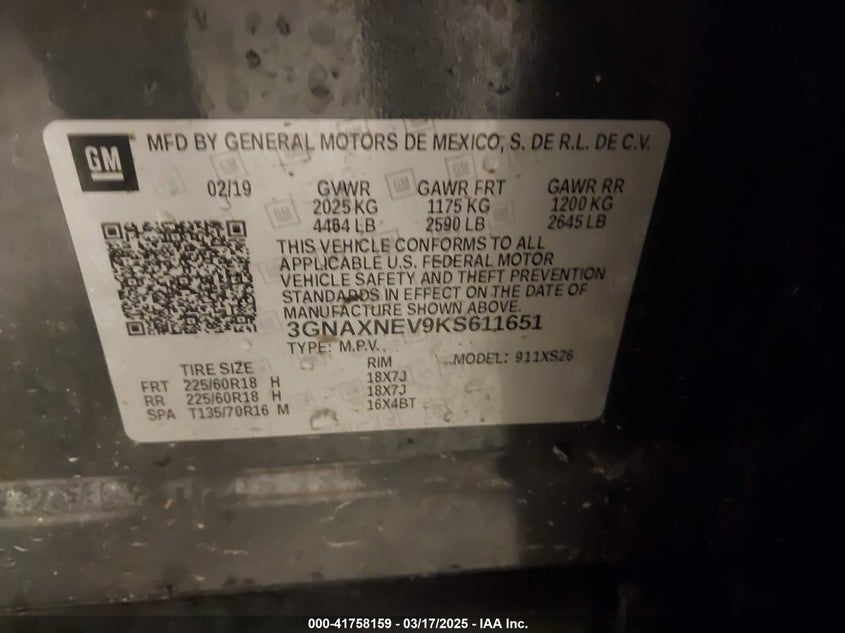 GM
MFD BY GENERAL MOTORS DE MEXICO, S. DE R.L. DE C.V.
02/19 GVWR GAWR FRT GAWR RR
2025 KG 1175 KG 1200 KG
4464 LB 2590 LB 2645 LB
THIS VEHICLE CONFORMS TO ALL
APPLICABLE U.S. FEDERAL MOTOR
VEHICLE SAFETY AND THEFT PREVENTION
STANDARDS IN EFFECT ON THE DATE OF
MANUFACTURE SHOWN ABOVE.
3GNAXNEV9KS611651
TYPE: M.P.V. MODEL: 911XS26
TIRE SIZE RIM
FRT 225/60R18 H 18X7J
RR 225/60R18 H 18X7J
SPA T135/70R16 M 16X4BT
000-41758159 - 03/17/2025 - IAA Inc.